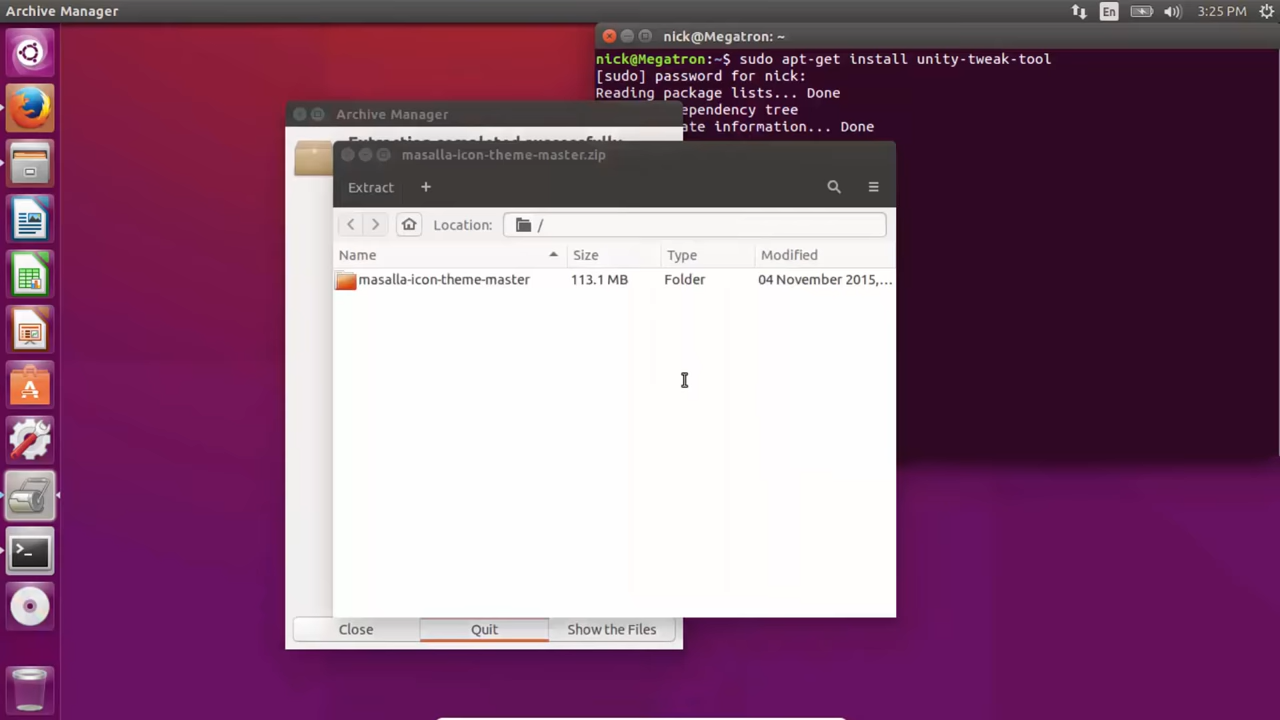 Archive Manager
En
3:25 PM
nick@Megatron: ~
nick@Megatron:~$ sudo apt-get install unity-tweak-tool
[sudo] password for nick:
Reading package lists... Done
ependency tree
ate information... Done
Archive Manager
Extracting completed successfully
masalla-icon-theme-master.zip
Extract +
Location: /
Name Size Type Modified
masalla-icon-theme-master 113.1 MB Folder 04 November 2015,...
Close Quit Show the Files